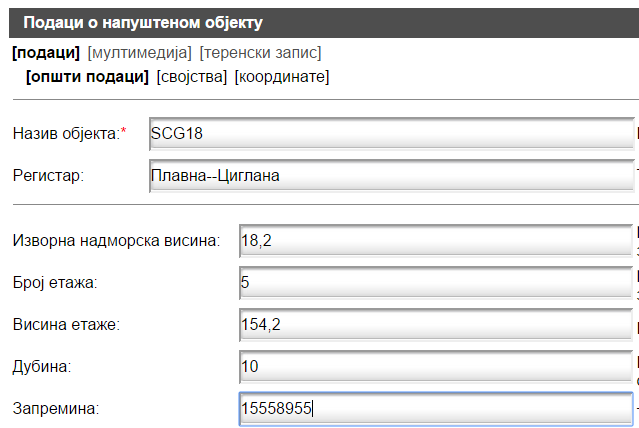 Подаци о напуштеном објекту
[подаци] [мултимедија] [теренски запис]
[општи подаци] [својства] [координате]
Назив објекта:* SCG18
Регистар: Плавна--Циглана
Изворна надморска висина: 18,2
Број етажа: 5
Висина етаже: 154,2
Дубина: 10
Запремина: 15558955